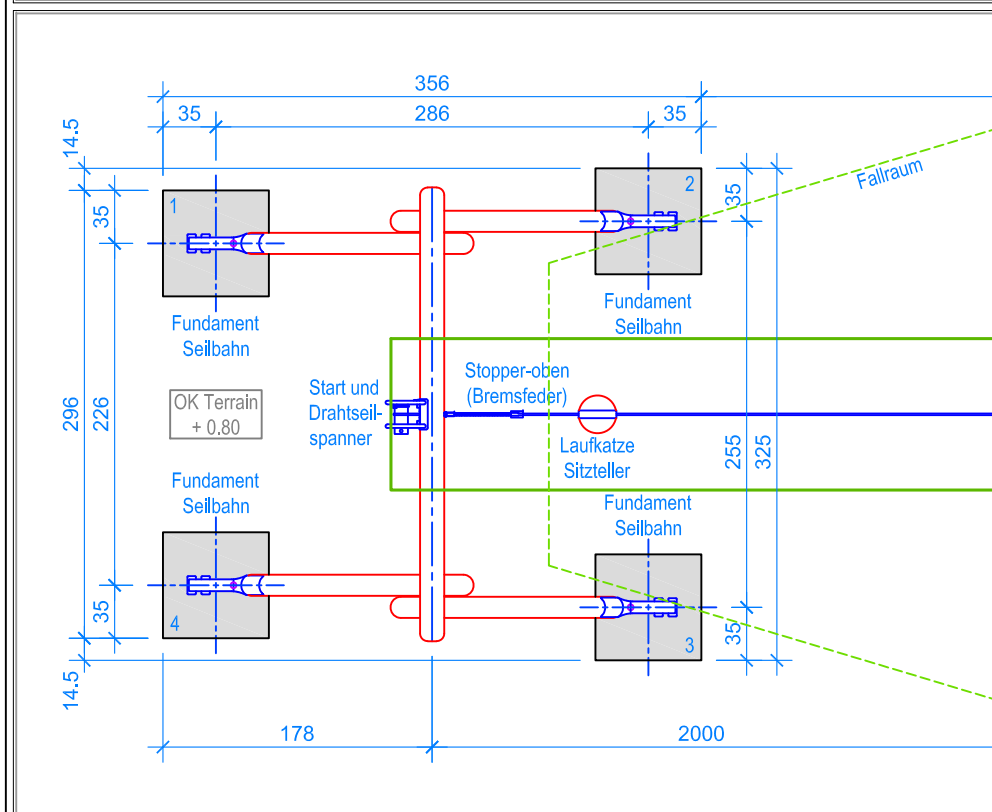 356
35
286
35
14.5
Fallraum
1
2
35
35
Fundament
Seilbahn
Fundament
Seilbahn
Start und
Drahtseil-
spanner
Stopper-oben
(Bremsfeder)
OK Terrain
+ 0.80
Laufkatze
Sitzteller
296
226
255
325
Fundament
Seilbahn
Fundament
Seilbahn
4
3
35
35
14.5
178
2000